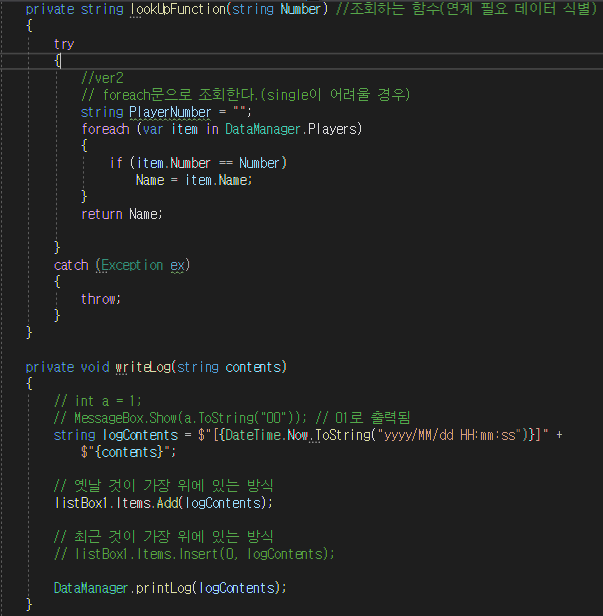 private string lookUpFunction(string Number) //조회하는 함수(연계 필요 데이터 식별)
{
try
{
//ver2
// foreach문으로 조회한다.(single이 어려울 경우)
string PlayerNumber = "";
foreach (var item in DataManager.Players)
{
if (item.Number == Number)
Name = item.Name;
}
return Name;
}
catch (Exception ex)
{
throw;
}
}
private void writeLog(string contents)
{
// int a = 1;
// MessageBox.Show(a.ToString("00")); // 01로 출력됨
string logContents = $"[{DateTime.Now.ToString("yyyy/MM/dd HH:mm:ss")}]" +
$"{contents}";
// 옛날 것이 가장 위에 있는 방식
listBox1.Items.Add(logContents);
// 최근 것이 가장 위에 있는 방식
// listBox1.Items.Insert(0, logContents);
DataManager.printLog(logContents);
}